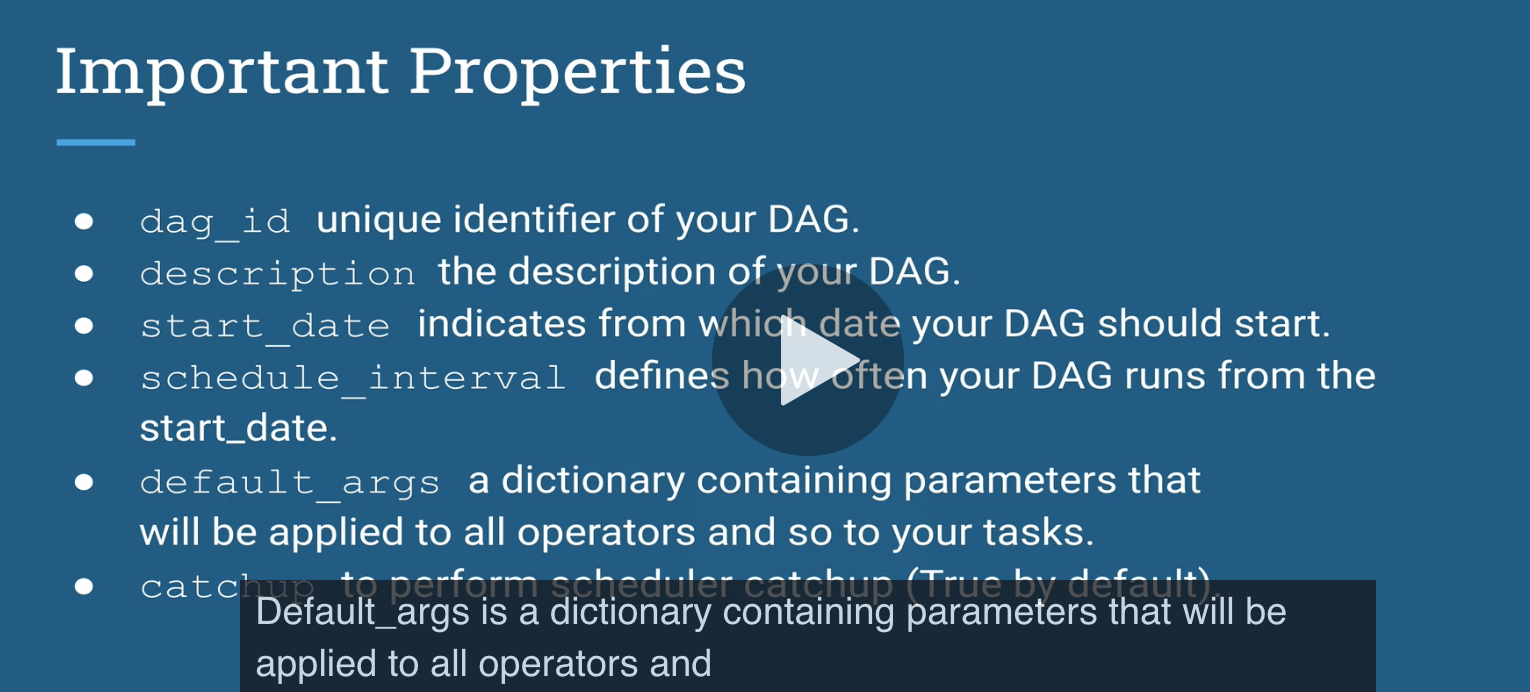 Important Properties
● dag_id unique identifier of your DAG.
● description the description of your DAG.
● start_date indicates from which date your DAG should start.
● schedule_interval defines how often your DAG runs from the
start_date.
● default_args a dictionary containing parameters that
will be applied to all operators and so to your tasks.
● catchup to perform scheduler catchup (True by default).
Default_args is a dictionary containing parameters that will be
applied to all operators and